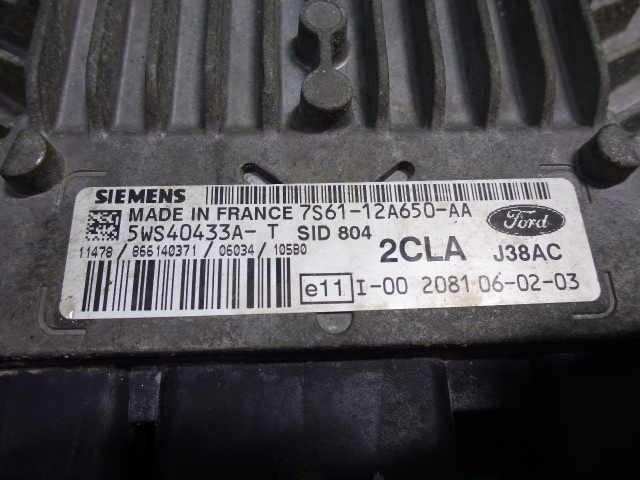 SIEMENS
MADE IN FRANCE 7S61-12A650-AA
5WS40433A- T SID 804
Ford
2CLA J38AC
11478 / 866140371 / 06034 / 105B0
e11 I-00 2081 06-02-03